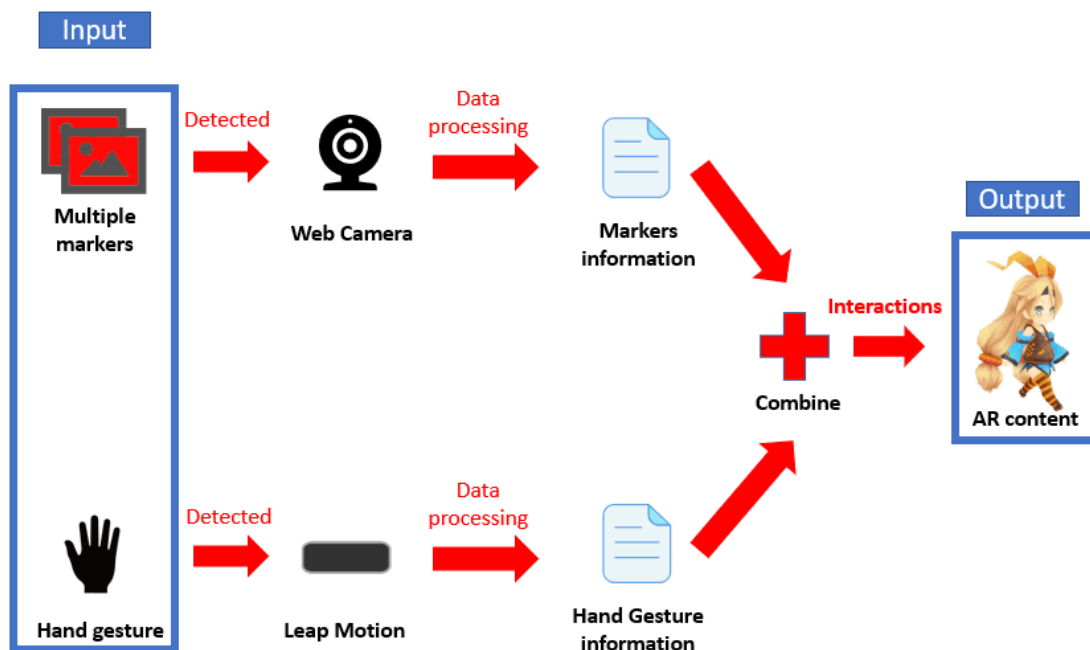 Input
Detected
Data
processing
Multiple
markers
Web Camera
Markers
information
Output
Interactions
Combine
AR content
Detected
Data
processing
Hand gesture
Leap Motion
Hand Gesture
information